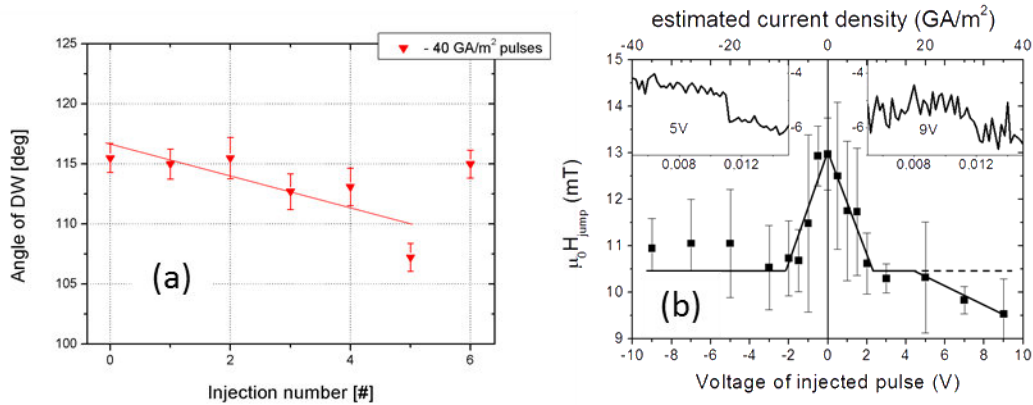 - 40 GA/m² pulses
125
120
115
110
105
100
Angle of DW [deg]
0 2 4 6
Injection number [#]
(a)
estimated current density (GA/m²)
-40 -20 0 20 40
15
14
13
12
11
10
9
μ₀H_jump (mT)
-4
-6
5V
0.008 0.012
-4
-6
9V
0.008 0.012
(b)
-10 -8 -6 -4 -2 0 2 4 6 8 10
Voltage of injected pulse (V)